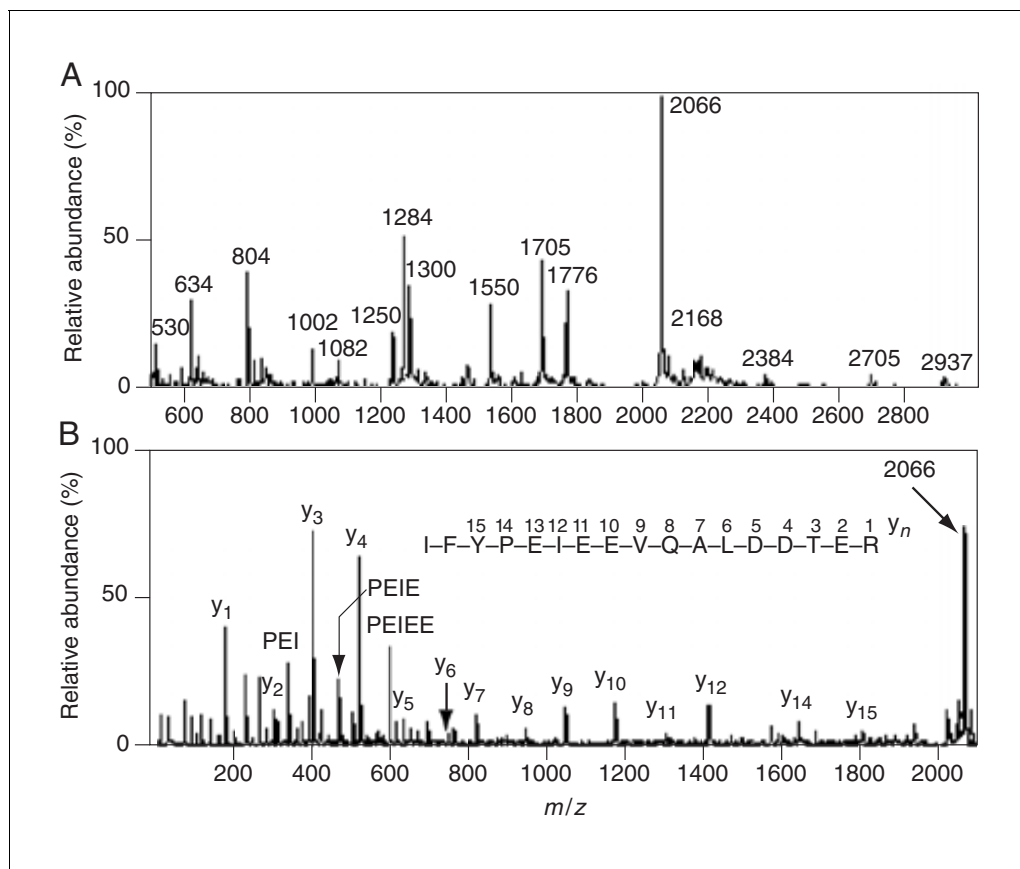 A
Relative abundance (%)
100
50
0
530
634
804
1002
1082
1250
1284
1300
1550
1705
1776
2066
2168
2384
2705
2937
600 800 1000 1200 1400 1600 1800 2000 2200 2400 2600 2800
B
Relative abundance (%)
100
50
0
2066
15 14 13 12 11 10 9 8 7 6 5 4 3 2 1
I–F–Y–P–E–I–E–E–V–Q–A–L–D–D–T–E–R
yn
y1
y2
PEI
y3
PEIE
y4
PEIEE
y5
y6
y7
y8
y9
y10
y11
y12
y14
y15
200 400 600 800 1000 1200 1400 1600 1800 2000
m/z